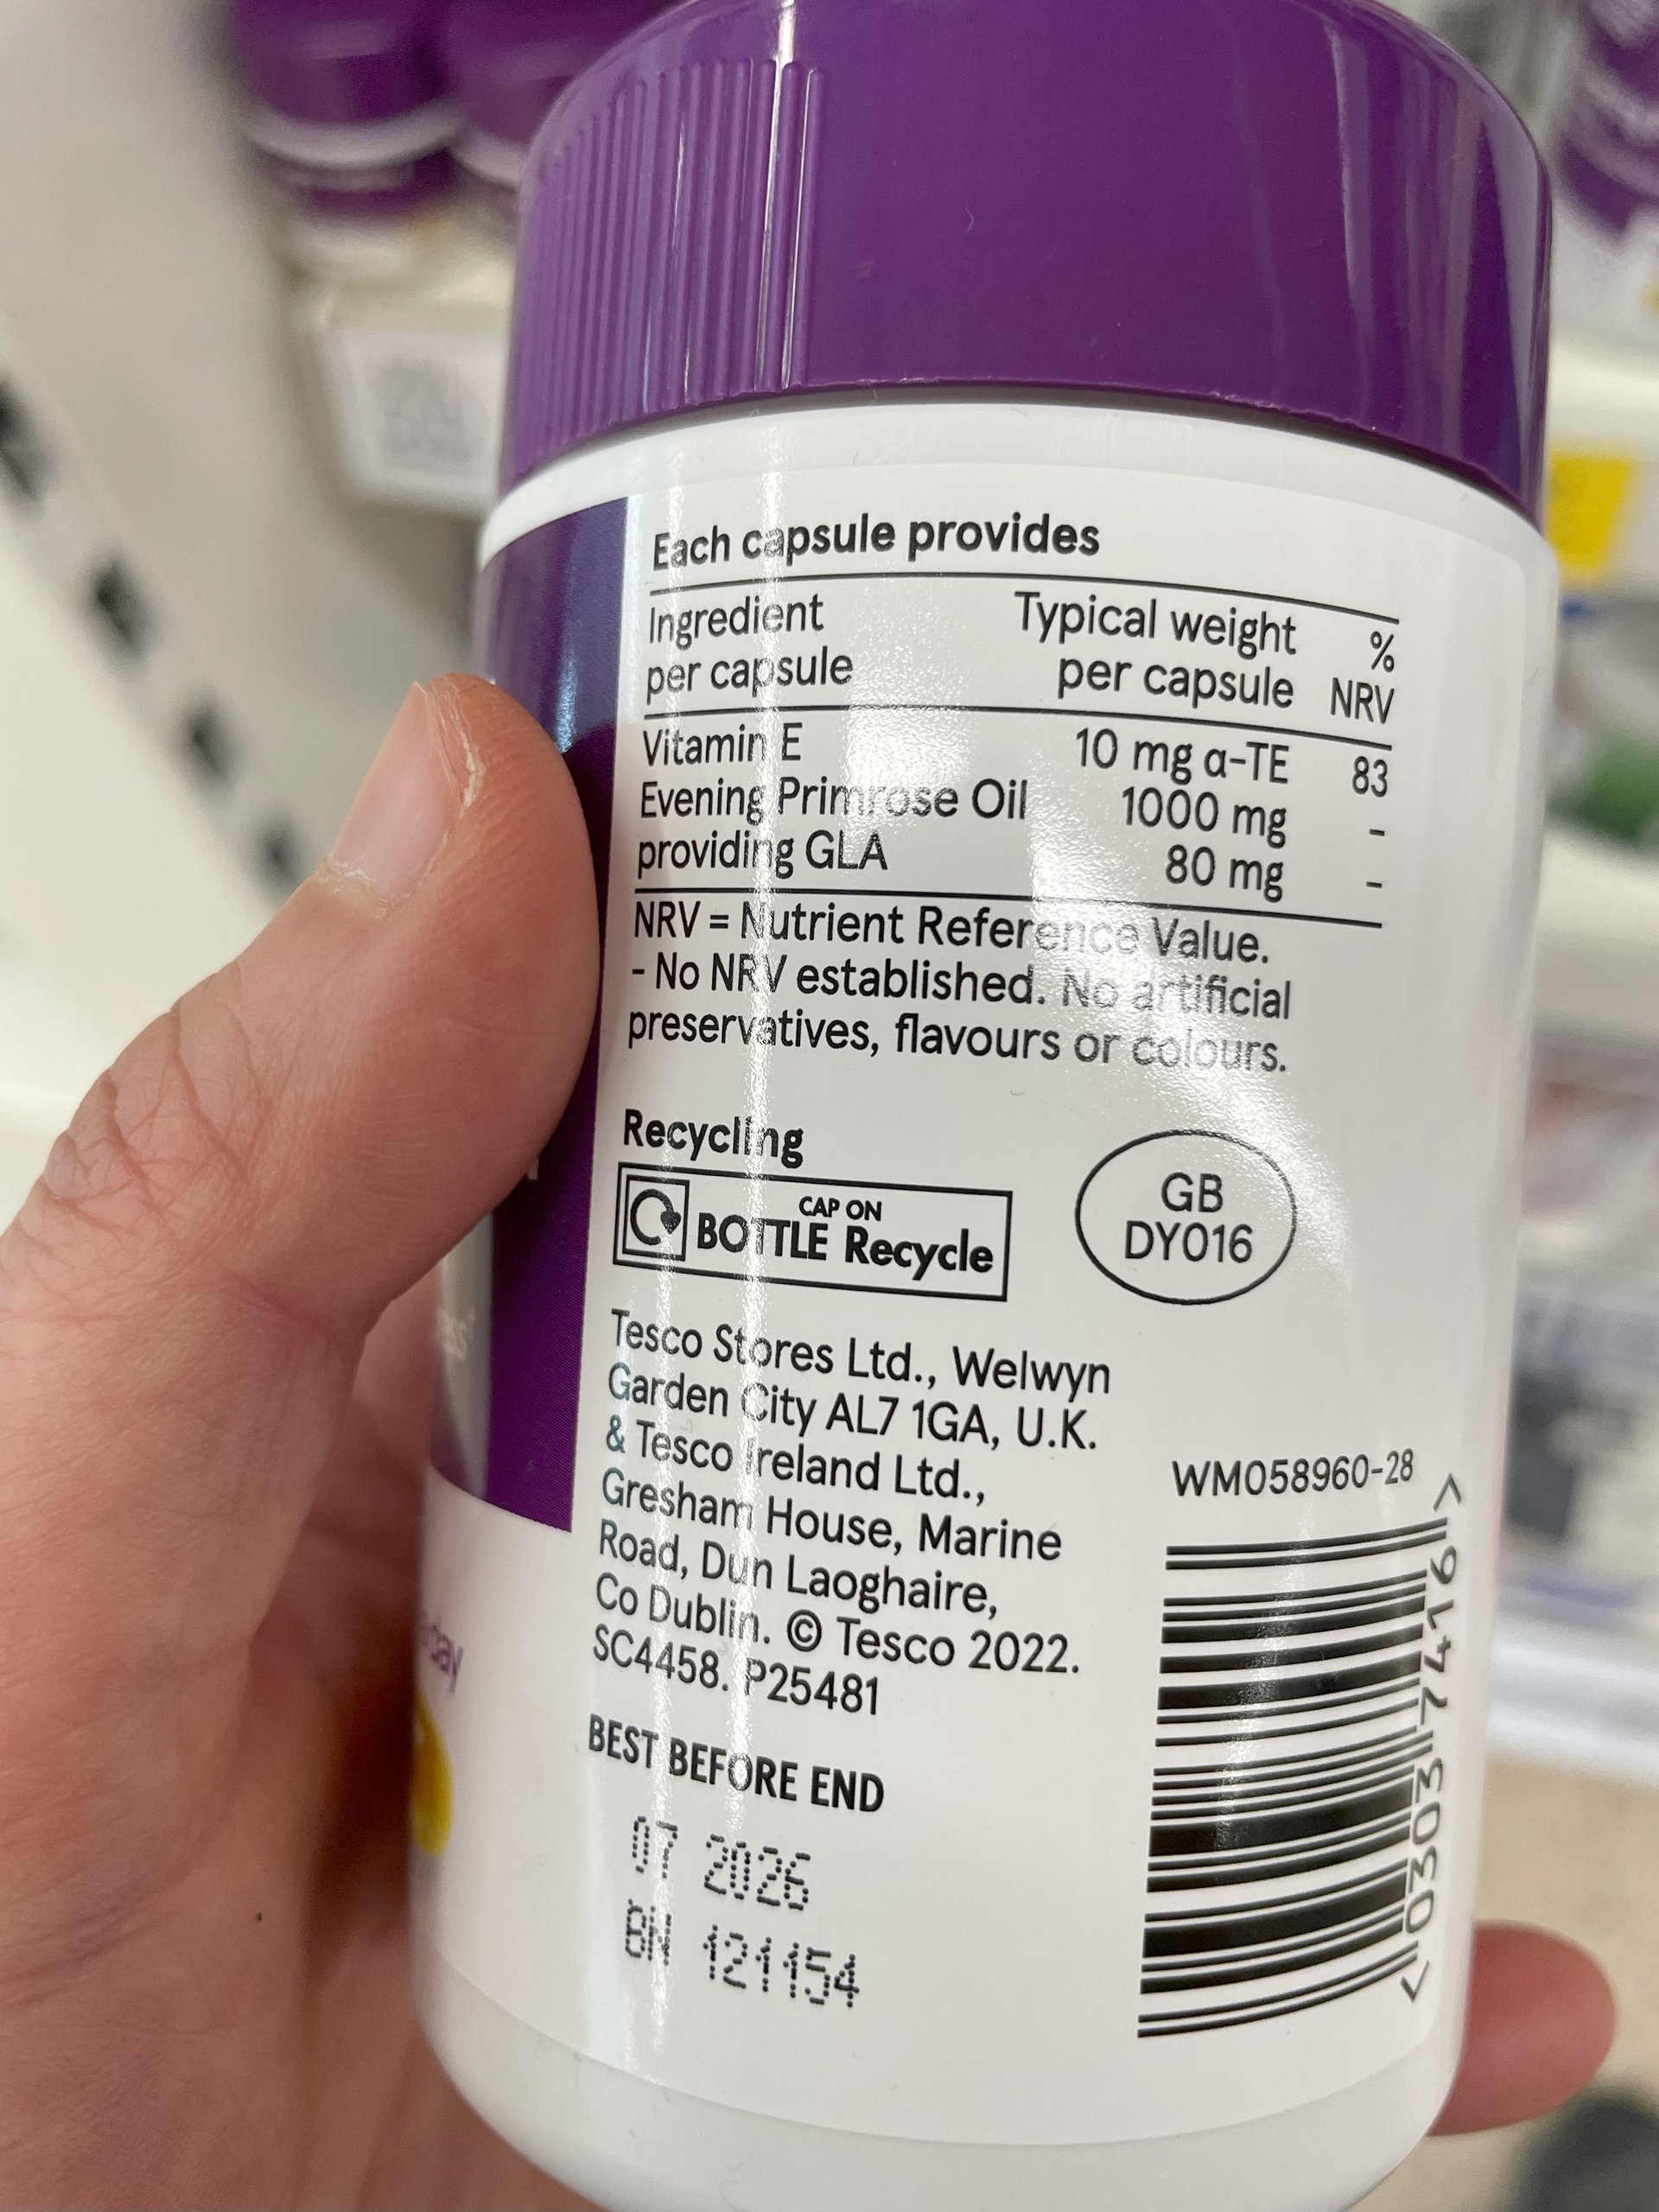 Each capsule provides
Ingredient per capsule Typical weight per capsule % NRV
Vitamin E 10 mg α-TE 83
Evening Primrose Oil 1000 mg -
providing GLA 80 mg -
NRV = Nutrient Reference Value.
- No NRV established. No artificial
preservatives, flavours or colours.
Recycling
CAP ON
BOTTLE Recycle
GB
DY016
Tesco Stores Ltd., Welwyn
Garden City AL7 1GA, U.K.
& Tesco Ireland Ltd.,
Gresham House, Marine
Road, Dun Laoghaire,
Co Dublin. © Tesco 2022.
SC4458. P25481
BEST BEFORE END
07 2026
BN 121154
WM058960-28
<03037416>
day